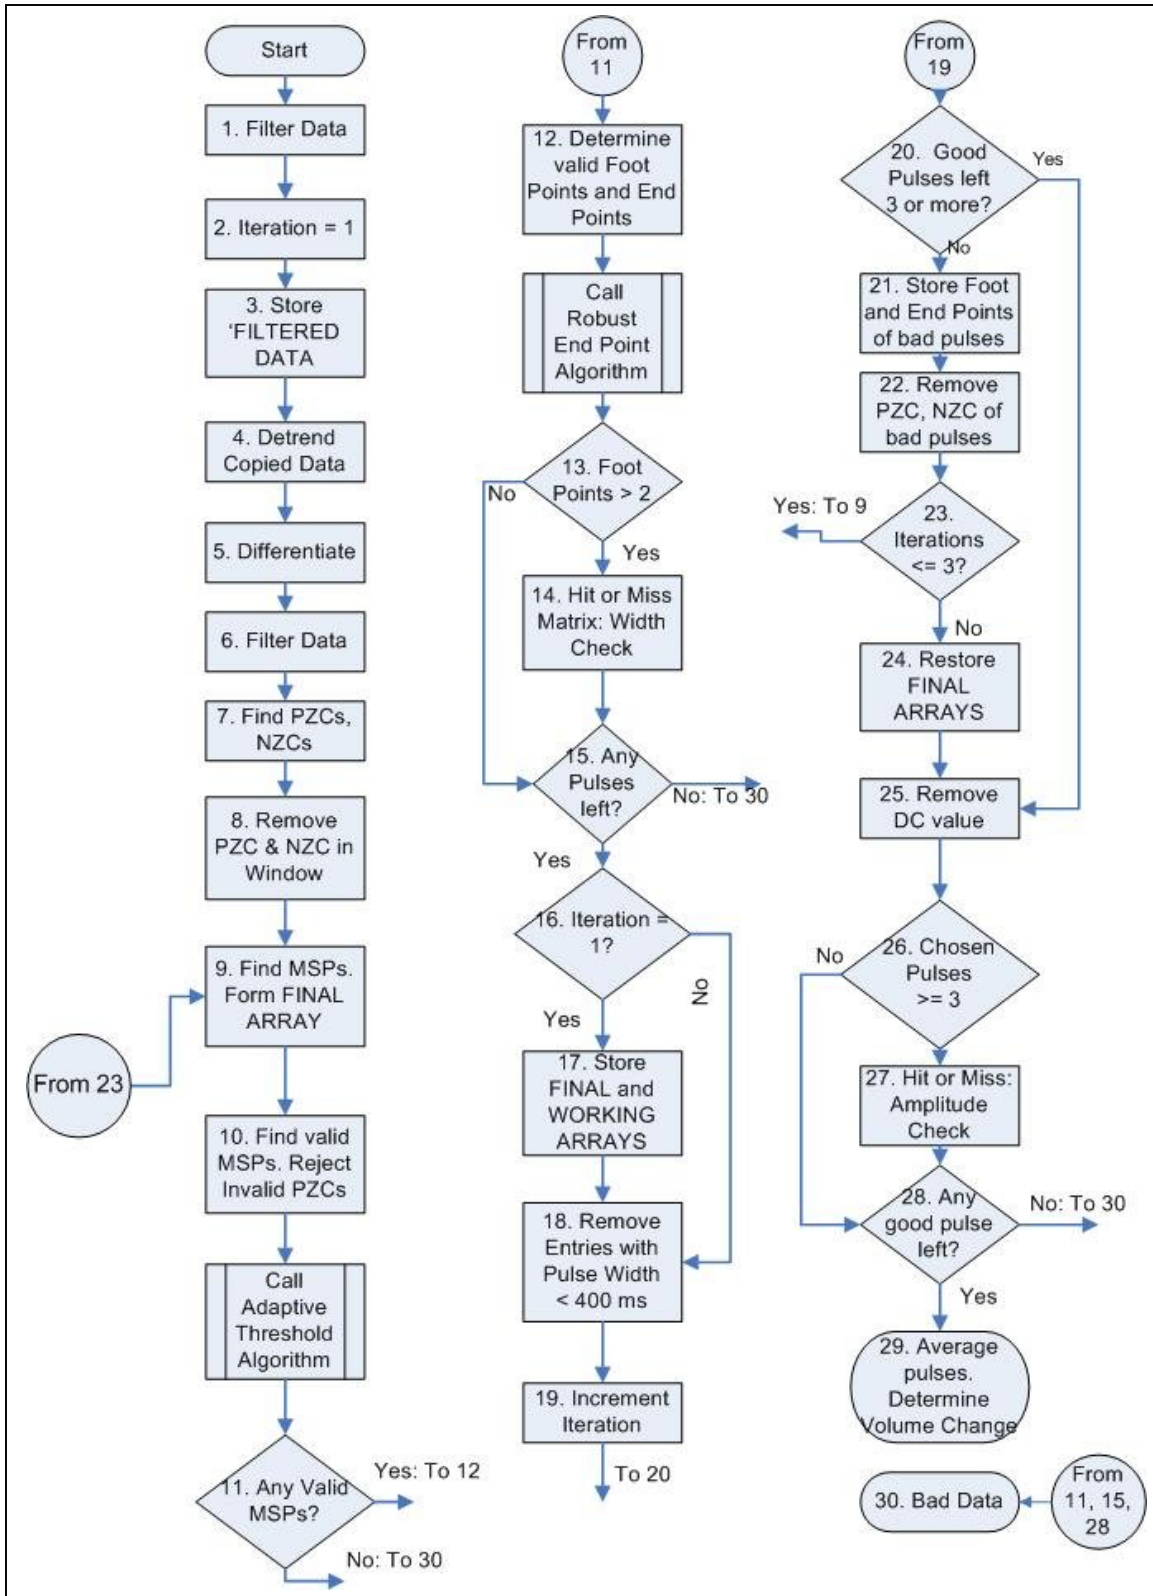 Start
1. Filter Data
2. Iteration = 1
3. Store
‘FILTERED
DATA
4. Detrend
Copied Data
5. Differentiate
6. Filter Data
7. Find PZCs,
NZCs
8. Remove
PZC & NZC in
Window
9. Find MSPs.
Form FINAL
ARRAY
From 23
10. Find valid
MSPs. Reject
Invalid PZCs
Call
Adaptive
Threshold
Algorithm
11. Any Valid
MSPs?
Yes: To 12
No: To 30
From
11
12. Determine
valid Foot
Points and End
Points
Call
Robust
End Point
Algorithm
13. Foot
Points > 2
No
Yes
14. Hit or Miss
Matrix: Width
Check
15. Any
Pulses
left?
No: To 30
Yes
16. Iteration =
1?
No
Yes
17. Store
FINAL and
WORKING
ARRAYS
18. Remove
Entries with
Pulse Width
< 400 ms
19. Increment
Iteration
To 20
From
19
20. Good
Pulses left
3 or more?
Yes
No
21. Store Foot
and End Points
of bad pulses
22. Remove
PZC, NZC of
bad pulses
Yes: To 9
23.
Iterations
<= 3?
No
24. Restore
FINAL
ARRAYS
25. Remove
DC value
26. Chosen
Pulses
>= 3
No
27. Hit or Miss:
Amplitude
Check
28. Any
good pulse
left?
No: To 30
Yes
29. Average
pulses.
Determine
Volume Change
30. Bad Data
From
11, 15,
28